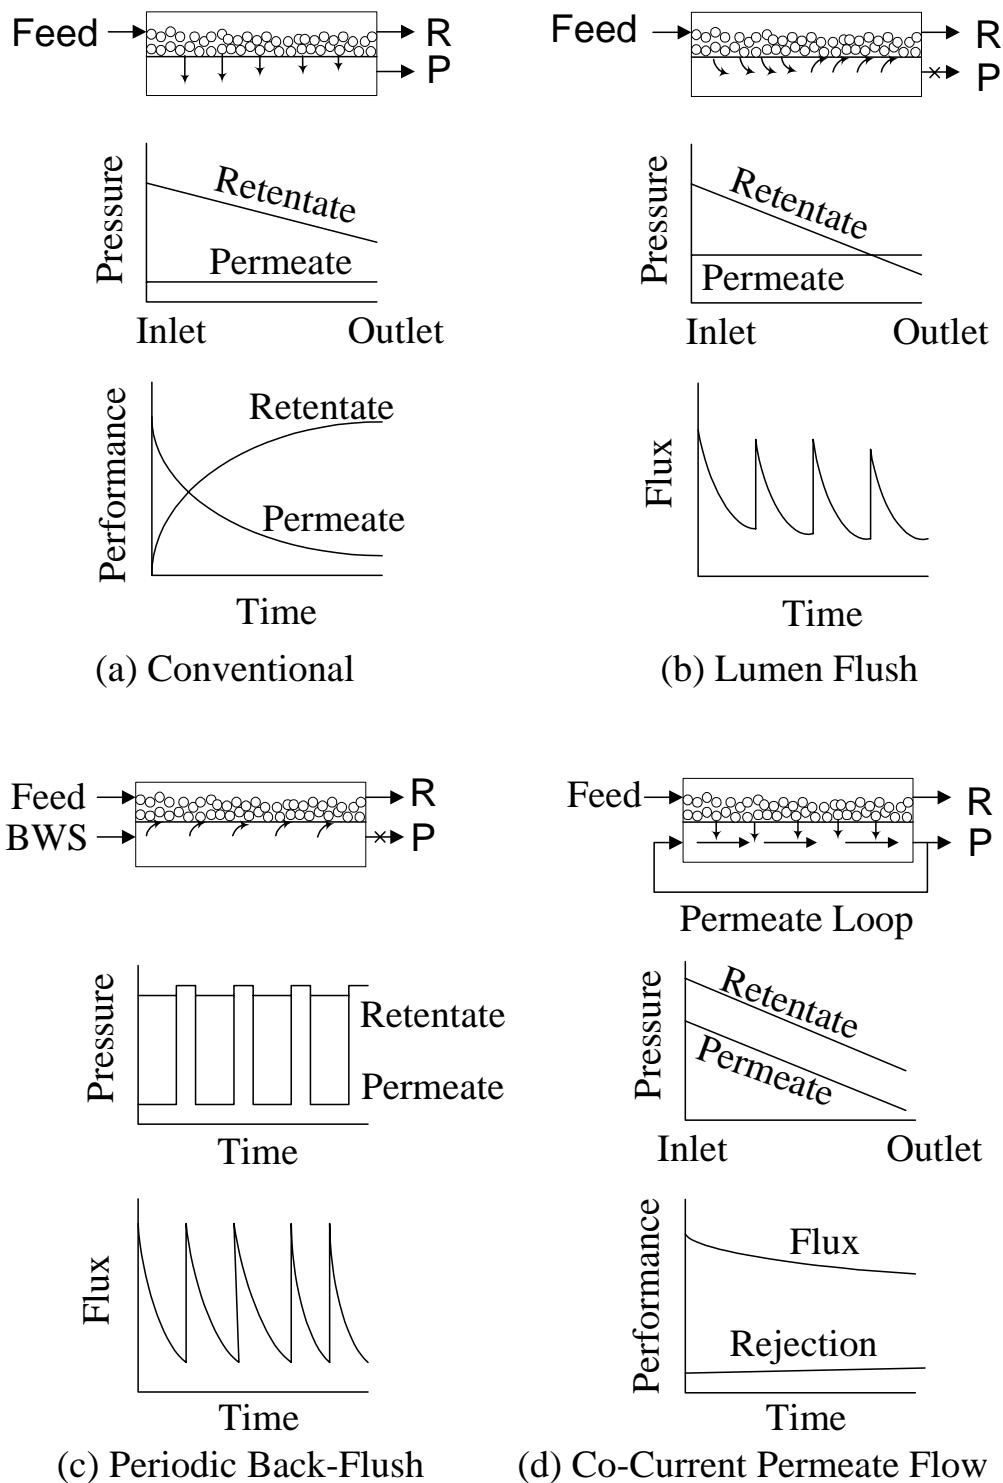 Feed
R
P
Pressure
Retentate
Permeate
Inlet
Outlet
Performance
Retentate
Permeate
Time
(a) Conventional
Feed
R
P
Pressure
Retentate
Permeate
Inlet
Outlet
Flux
Time
(b) Lumen Flush
Feed
R
BWS
P
Pressure
Retentate
Permeate
Time
Flux
Time
(c) Periodic Back-Flush
Feed
R
P
Permeate Loop
Pressure
Retentate
Permeate
Inlet
Outlet
Performance
Flux
Rejection
Time
(d) Co-Current Permeate Flow